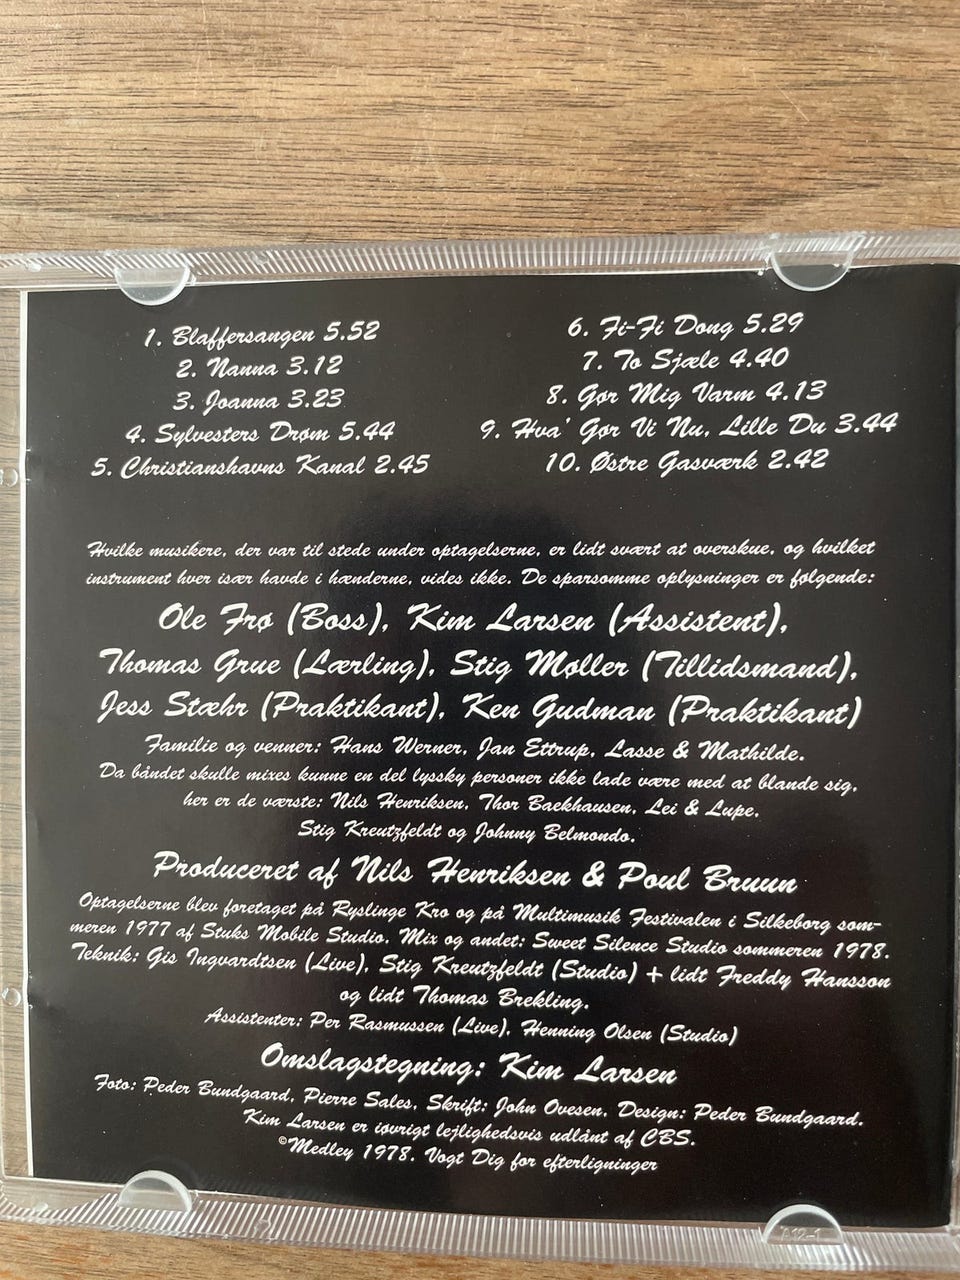 1. Blaffersangen 5.52
2. Nanna 3.12
3. Joanna 3.23
4. Sylvesters Drøm 5.44
5. Christianshavns Kanal 2.45
6. Fi-Fi Dong 5.29
7. To Sjæle 4.40
8. Gør Mig Varm 4.13
9. Hva' Gør Vi Nu, Lille Du 3.44
10. Østre Gasværk 2.42
Hvilke musikere, der var til stede under optagelserne, er lidt svært at overskue, og hvilket
instrument hver især havde i hænderne, vides ikke. De sparsomme oplysninger er følgende:
Ole Frø (Boss), Kim Larsen (Assistent),
Thomas Grue (Lærling), Stig Møller (Tillidsmand),
Jess Stæhr (Praktikant), Ken Gudman (Praktikant)
Familie og venner: Hans Werner, Jan Ettrup, Lasse & Mathilde.
Da båndet skulle mixes kunne en del lyssky personer ikke lade være med at blande sig,
her er de værste: Nils Henriksen, Thor Backhausen, Lei & Lupe,
Stig Kreutzfeldt og Johnny Belmondo.
Produceret af Nils Henriksen & Poul Bruun
Optagelserne blev foretaget på Ryslinge Kro og på Multimusik Festivalen i Silkeborg som-
meren 1977 af Stuks Mobile Studio. Mix og andet: Sweet Silence Studio sommeren 1978.
Teknik: Gis Ingvardtsen (Live), Stig Kreutzfeldt (Studio) + lidt Freddy Hansson
og lidt Thomas Brekling.
Assistenter: Per Rasmussen (Live), Henning Olsen (Studio)
Omslagstegning: Kim Larsen
Foto: Peder Bundgaard, Pierre Sales, Skrift: John Ovesen, Design: Peder Bundgaard.
Kim Larsen er iøvrigt lejlighedsvis udlånt af CBS.
©Medley 1978. Vogt Dig for efterligninger
A12-1